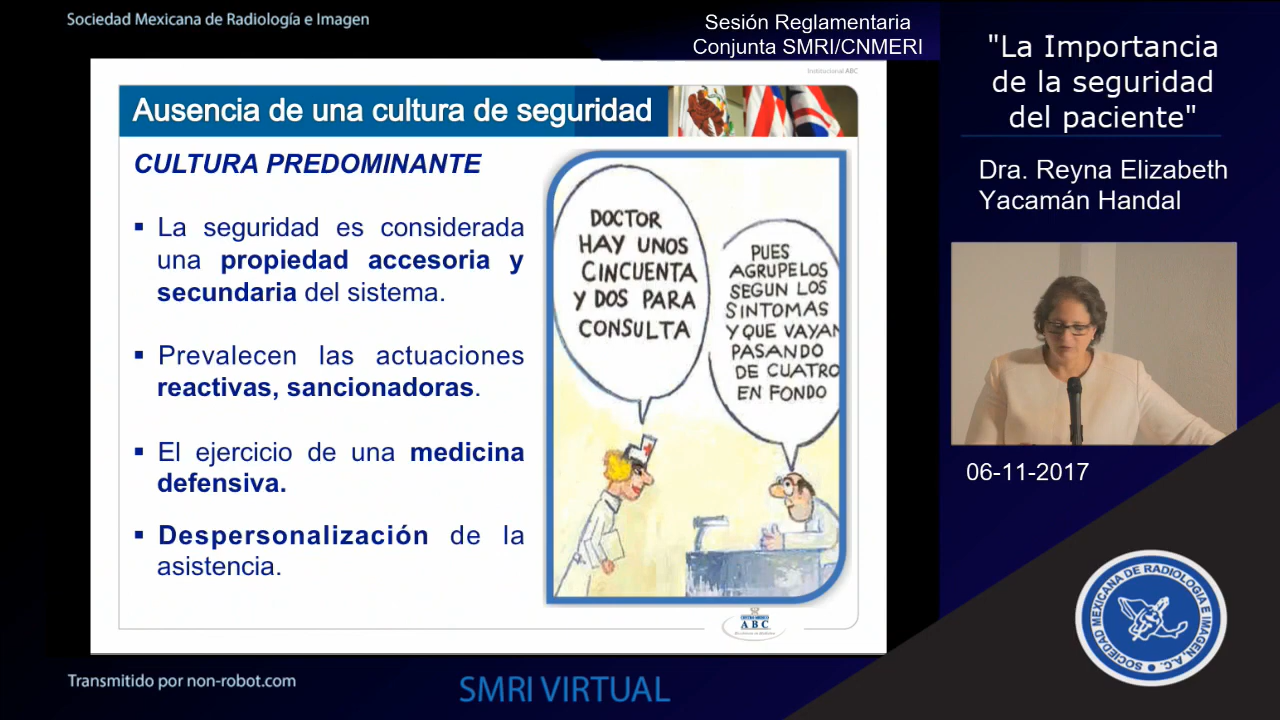 Sociedad Mexicana de Radiología e Imagen
Sesión Reglamentaria
Conjunta SMRI/CNMERI
"La Importancia
de la seguridad
del paciente"
Dra. Reyna Elizabeth
Yacamán Handal
06-11-2017
Institucional ABC
Ausencia de una cultura de seguridad
CULTURA PREDOMINANTE
▪ La seguridad es considerada
una propiedad accesoria y
secundaria del sistema.
▪ Prevalecen las actuaciones
reactivas, sancionadoras.
▪ El ejercicio de una medicina
defensiva.
▪ Despersonalización de la
asistencia.
DOCTOR
HAY UNOS
CINCUENTA
Y DOS PARA
CONSULTA
PUES
AGRUPELOS
SEGUN LOS
SINTOMAS
Y QUE VAYAN
PASANDO
DE CUATRO
EN FONDO
CENTRO MEDICO
ABC
SOCIEDAD MEXICANA DE RADIOLOGIA E IMAGEN, A.C.
Transmitido por non-robot.com
SMRI VIRTUAL